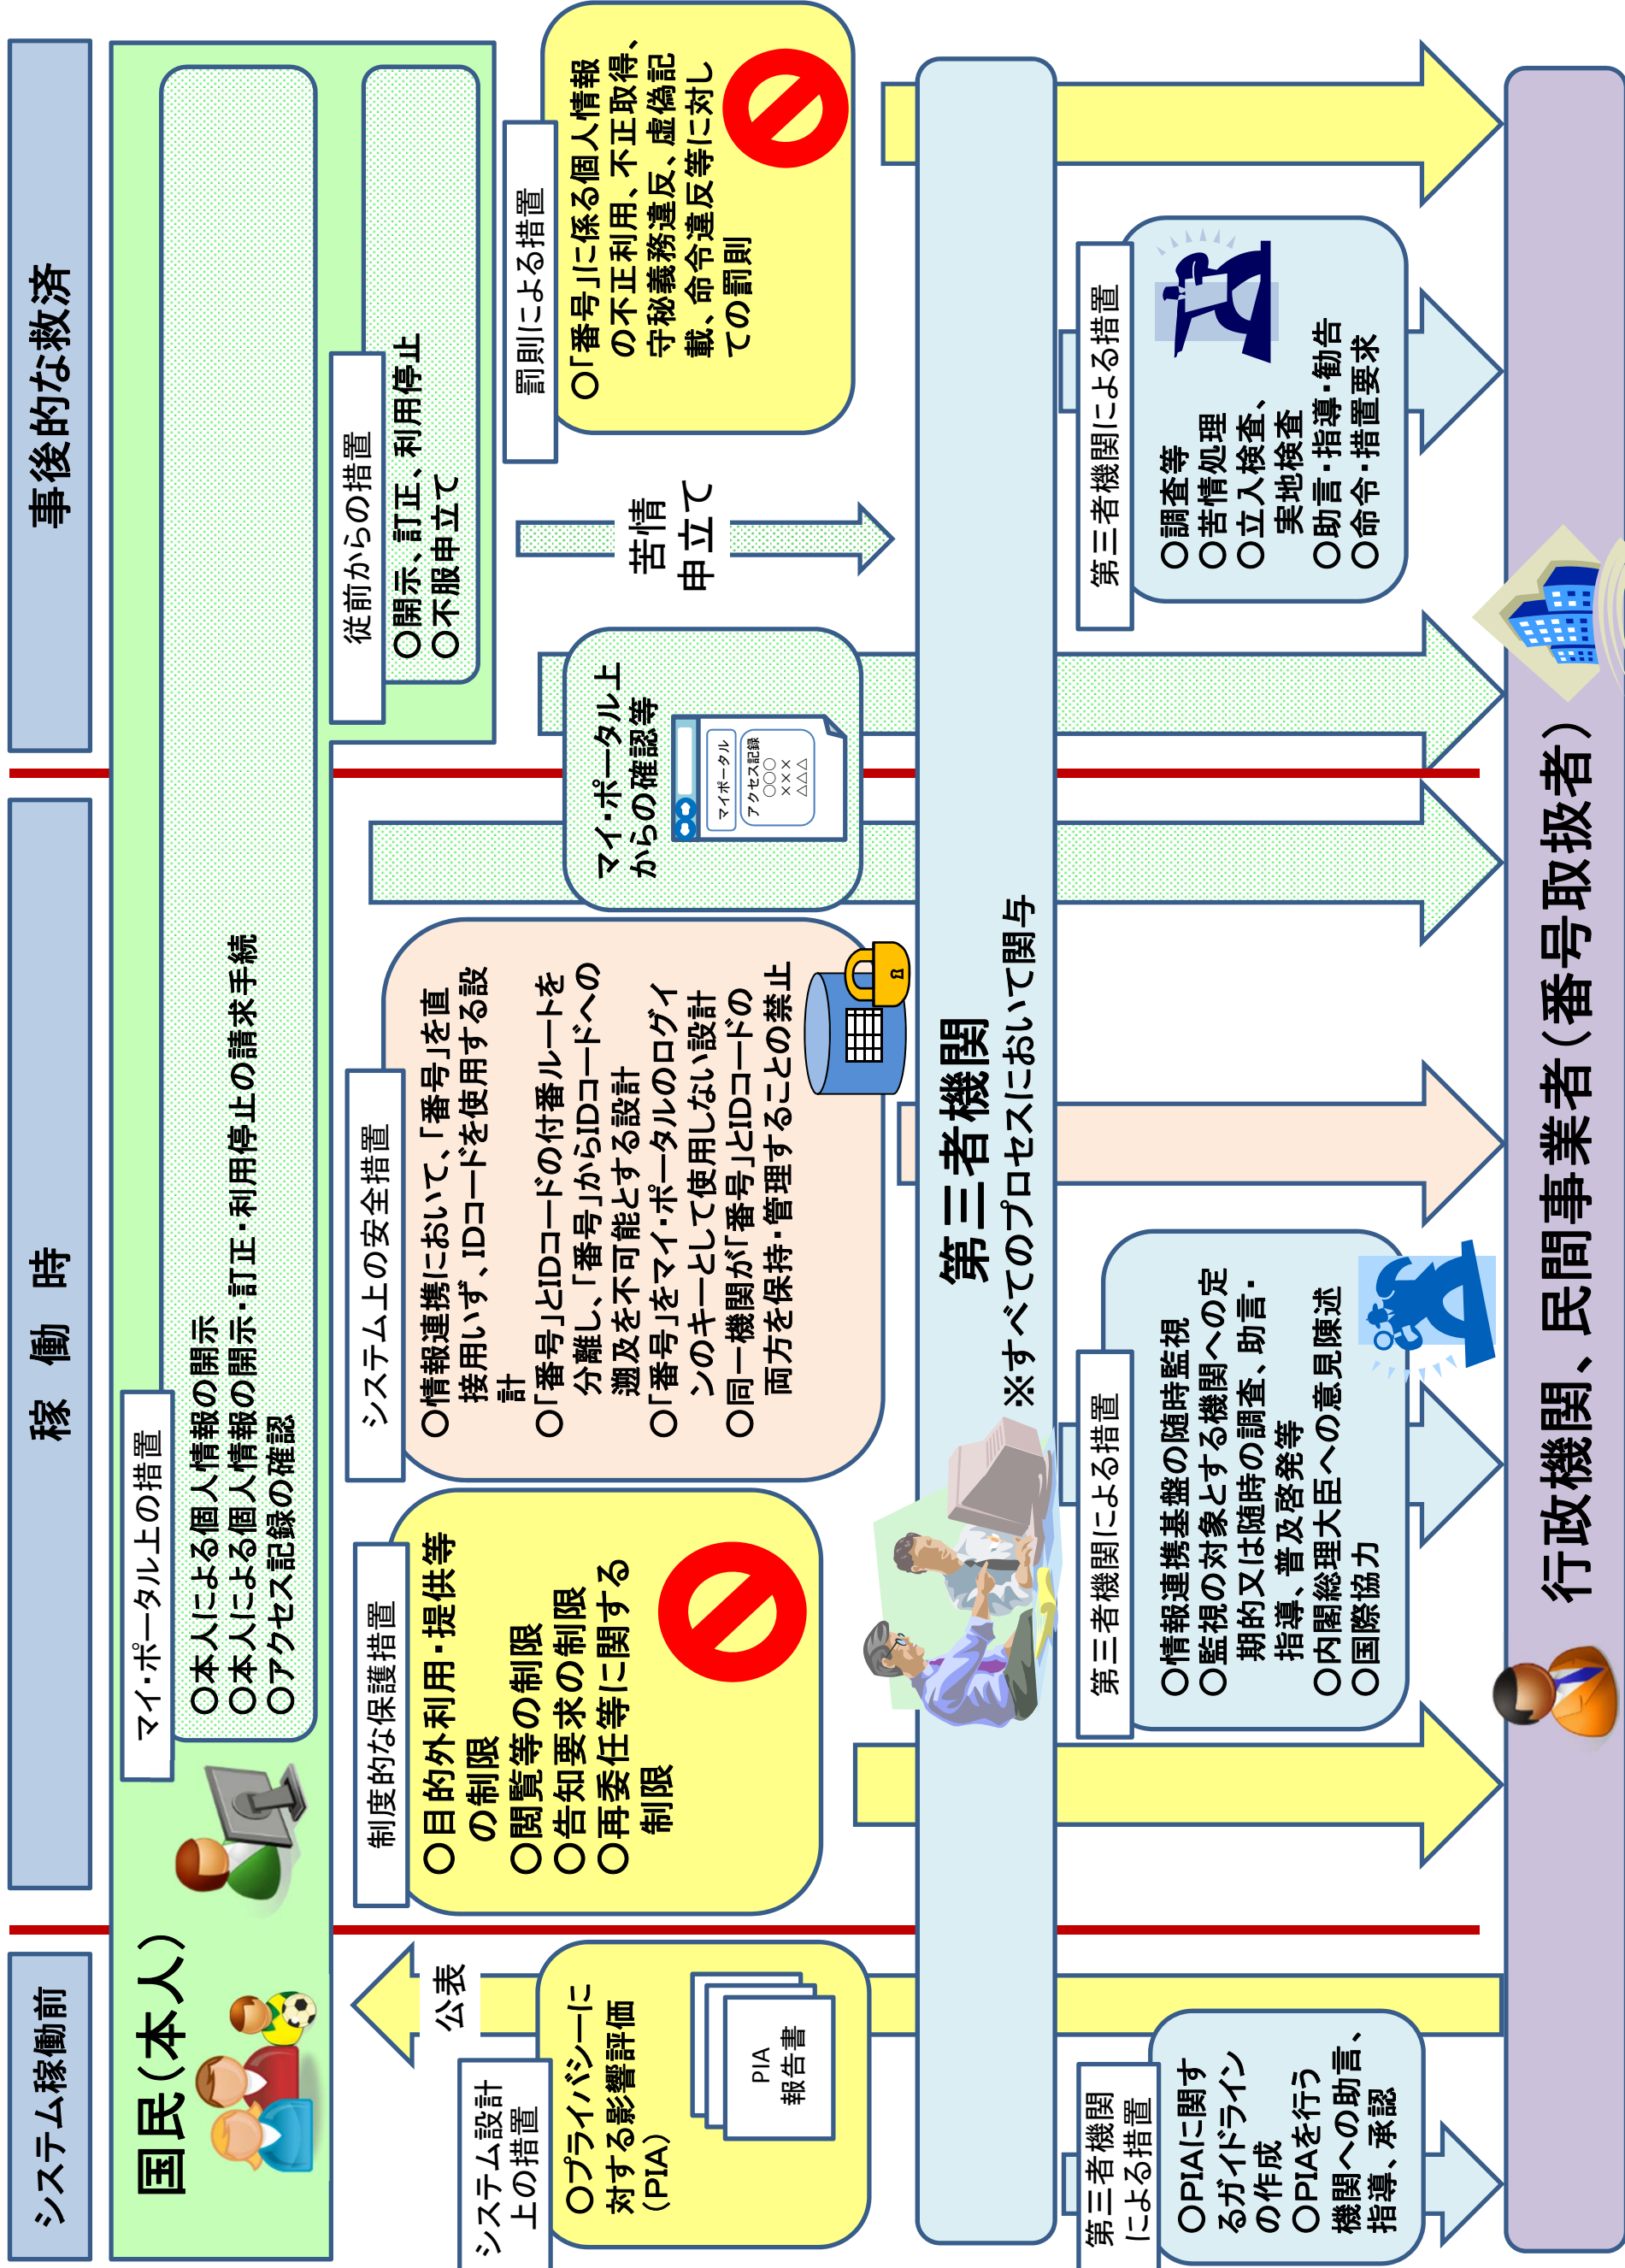 システム稼働前
稼 働 時
事後的な救済
国民（本人）
マイ・ポータル上の措置
○本人による個人情報の開示
○本人による個人情報の開示・訂正・利用停止の請求手続
○アクセス記録の確認
従前からの措置
○開示、訂正、利用停止
○不服申立て
公表
システム設計
上の措置
○プライバシーに
対する影響評価
（PIA）
PIA
報告書
制度的な保護措置
○目的外利用・提供等
の制限
○閲覧等の制限
○告知要求の制限
○再委任等に関する
制限
システム上の安全措置
○情報連携において、「番号」を直
接用いず、IDコードを使用する設
計
○「番号」とIDコードの付番ルートを
分離し、「番号」からIDコードへの
遡及を不可能とする設計
○「番号」をマイ・ポータルのログイ
ンのキーとして使用しない設計
○同一機関が「番号」とIDコードの
両方を保持・管理することの禁止
マイ・ポータル上
からの確認等
マイポータル
アクセス記録
○○○
×××
△△△
苦情
申立て
罰則による措置
○「番号」に係る個人情報
の不正利用、不正取得、
守秘義務違反、虚偽記
載、命令違反等に対し
ての罰則
第三者機関
※すべてのプロセスにおいて関与
第三者機関
による措置
○PIAに関す
るガイドライン
の作成
○PIAを行う
機関への助言、
指導、承認
第三者機関による措置
○情報連携基盤の随時監視
○監視の対象とする機関への定
期的又は随時の調査、助言・
指導、普及啓発等
○内閣総理大臣への意見陳述
○国際協力
第三者機関による措置
○調査等
○苦情処理
○立入検査、
実地検査
○助言・指導・勧告
○命令・措置要求
行政機関、民間事業者（番号取扱者）